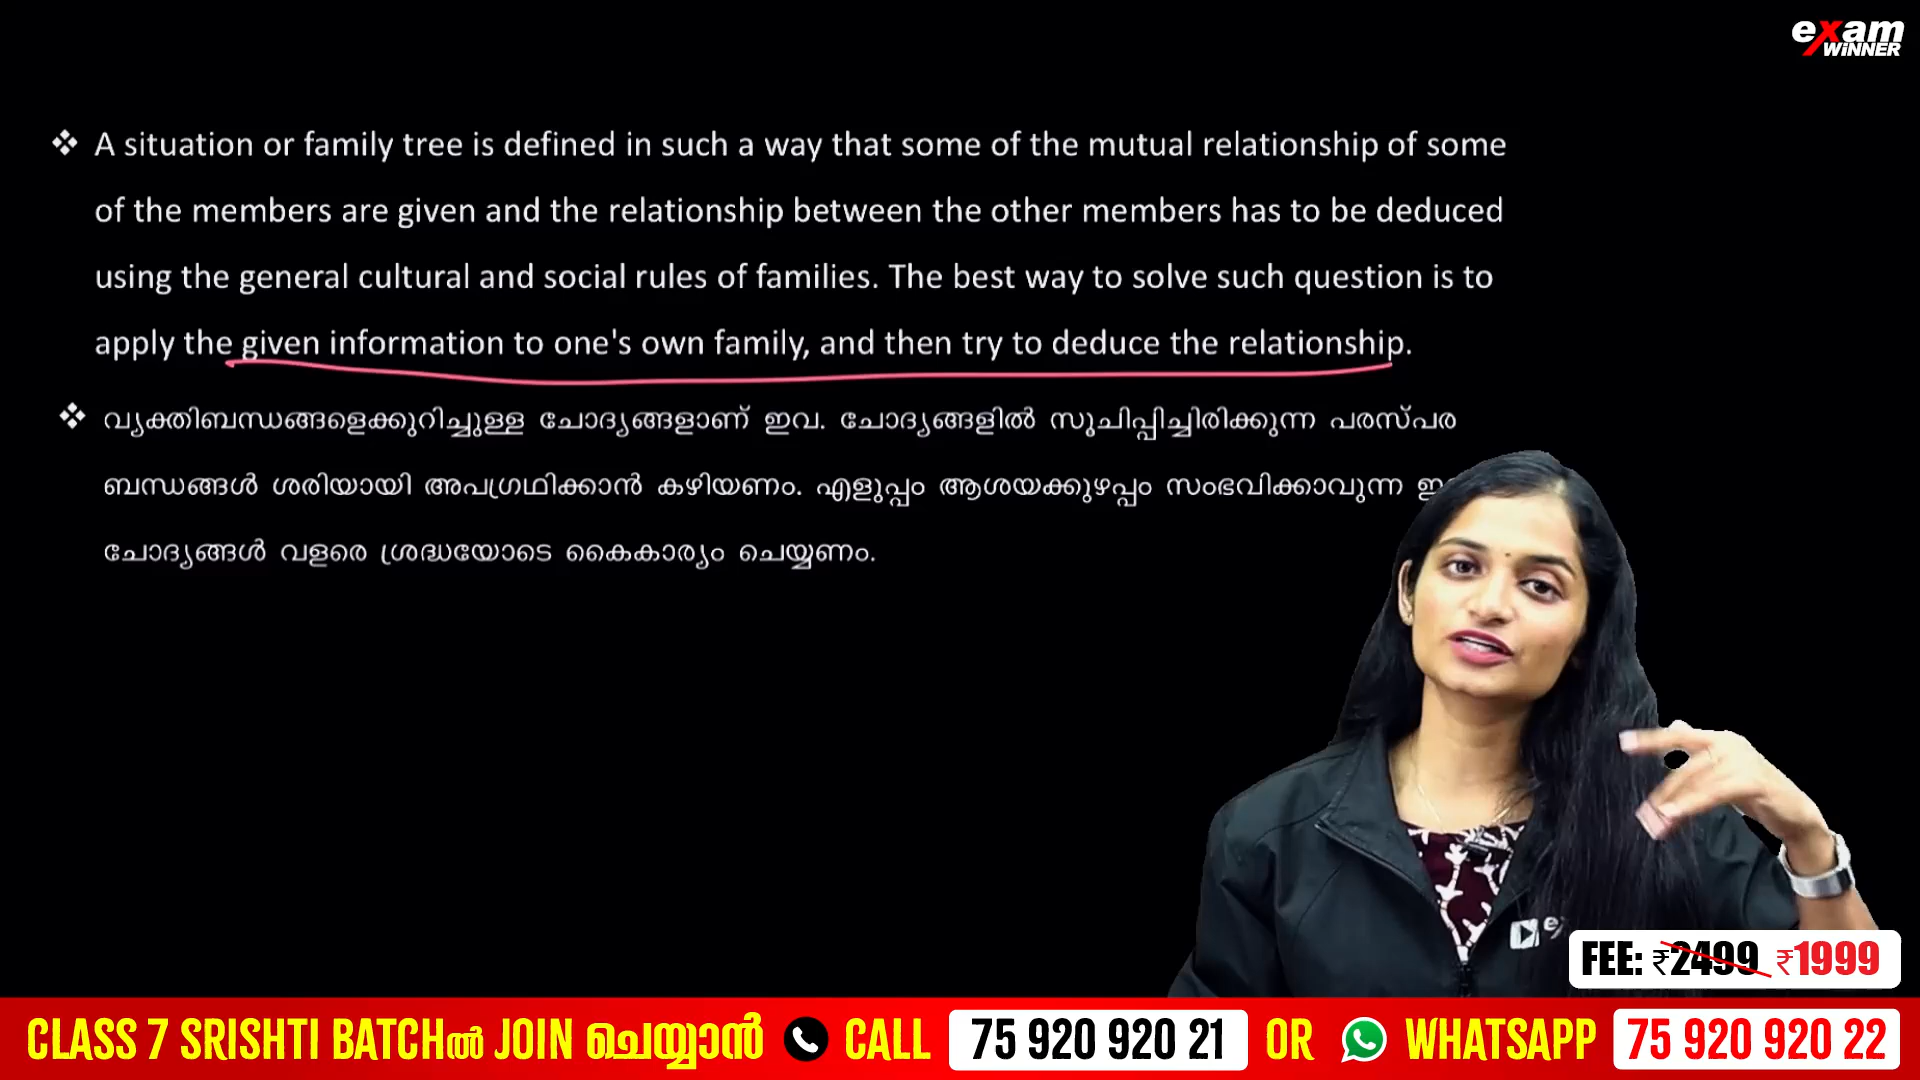 exam
WINNER
❖ A situation or family tree is defined in such a way that some of the mutual relationship of some
of the members are given and the relationship between the other members has to be deduced
using the general cultural and social rules of families. The best way to solve such question is to
apply the given information to one's own family, and then try to deduce the relationship.
❖ വ്യക്തിബന്ധങ്ങളെക്കുറിച്ചുള്ള ചോദ്യങ്ങളാണ് ഇവ. ചോദ്യങ്ങളിൽ സൂചിപ്പിച്ചിരിക്കുന്ന പരസ്പര
ബന്ധങ്ങൾ ശരിയായി അപഗ്രഥിക്കാൻ കഴിയണം. എളുപ്പം ആശയക്കുഴപ്പം സംഭവിക്കാവുന്ന
ചോദ്യങ്ങൾ വളരെ ശ്രദ്ധയോടെ കൈകാര്യം ചെയ്യണം.
FEE: ₹2499 ₹1999
CLASS 7 SRISHTI BATCHൽ JOIN ചെയ്യാൻ CALL 75 920 920 21 OR WHATSAPP 75 920 920 22